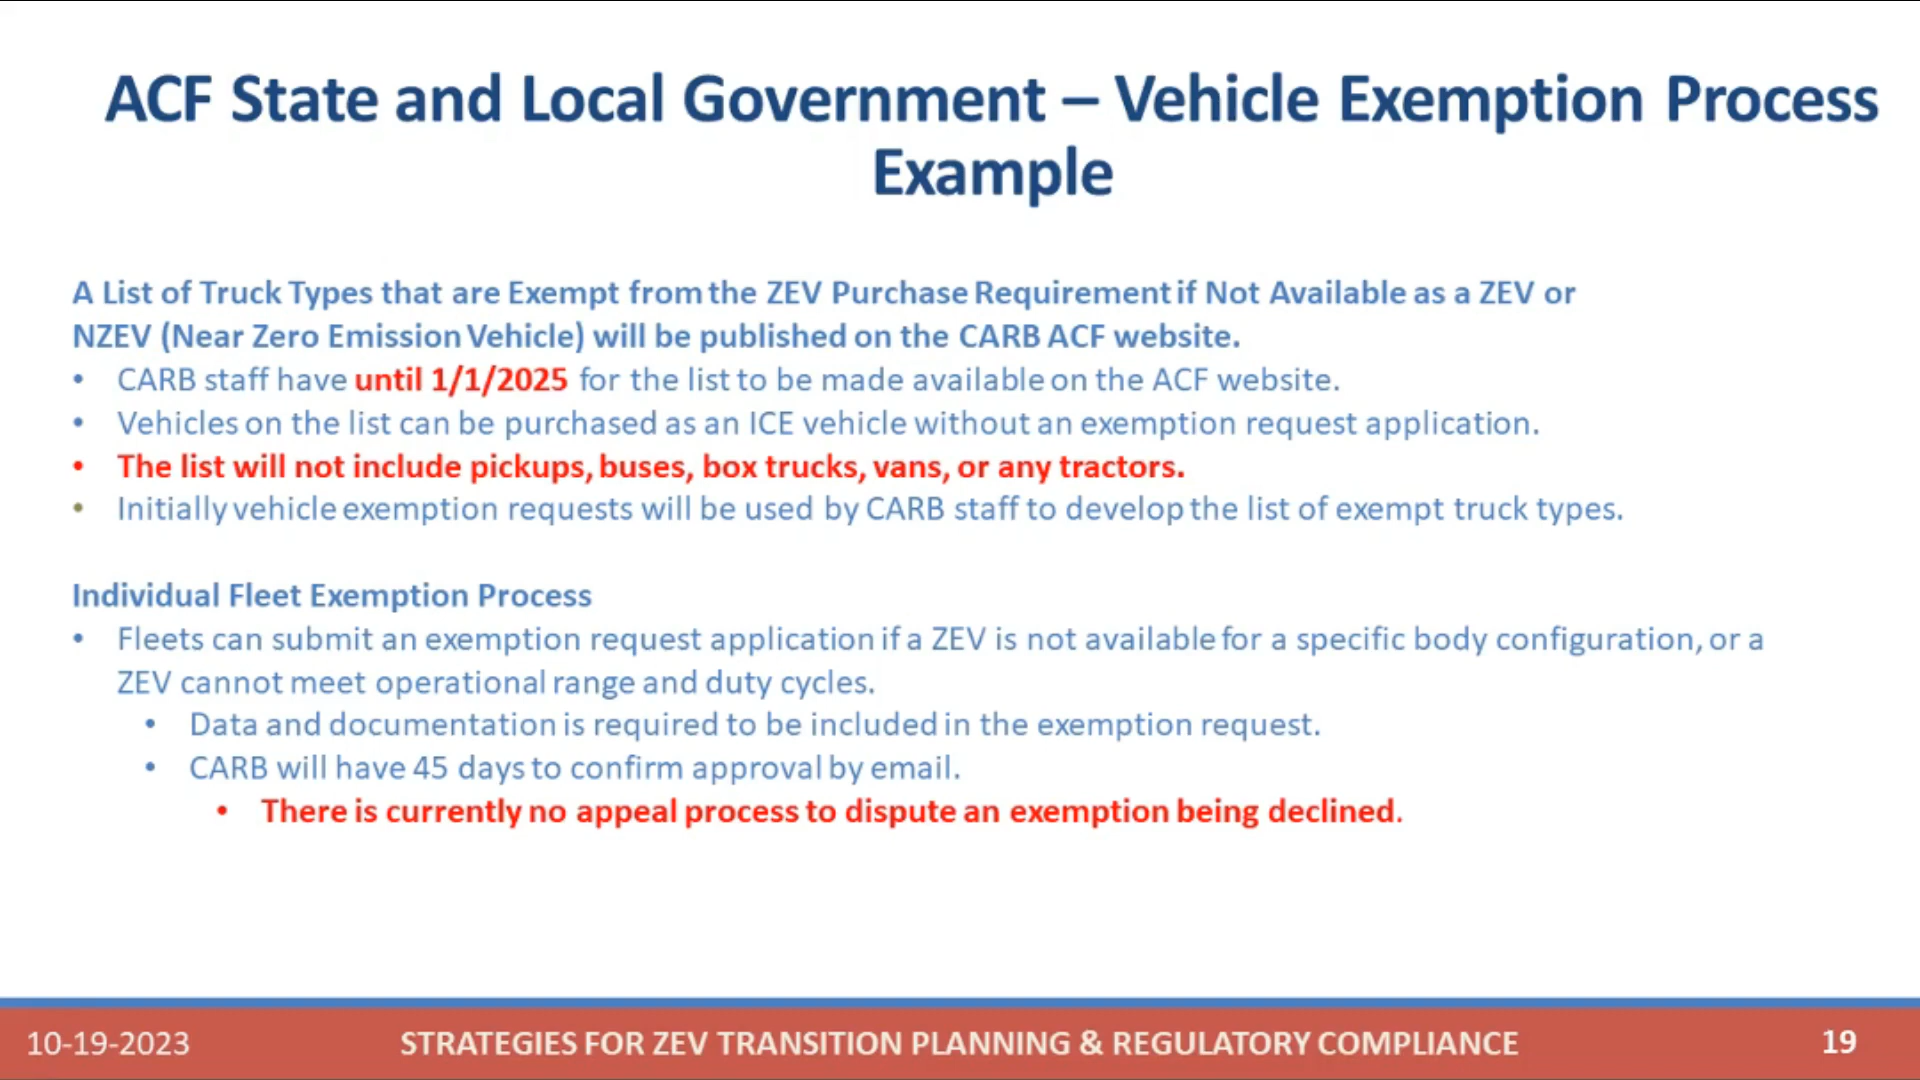 ACF State and Local Government – Vehicle Exemption Process
Example
A List of Truck Types that are Exempt from the ZEV Purchase Requirement if Not Available as a ZEV or
NZEV (Near Zero Emission Vehicle) will be published on the CARB ACF website.
• CARB staff have until 1/1/2025 for the list to be made available on the ACF website.
• Vehicles on the list can be purchased as an ICE vehicle without an exemption request application.
• The list will not include pickups, buses, box trucks, vans, or any tractors.
• Initially vehicle exemption requests will be used by CARB staff to develop the list of exempt truck types.
Individual Fleet Exemption Process
• Fleets can submit an exemption request application if a ZEV is not available for a specific body configuration, or a
ZEV cannot meet operational range and duty cycles.
• Data and documentation is required to be included in the exemption request.
• CARB will have 45 days to confirm approval by email.
• There is currently no appeal process to dispute an exemption being declined.
10-19-2023 STRATEGIES FOR ZEV TRANSITION PLANNING & REGULATORY COMPLIANCE 19